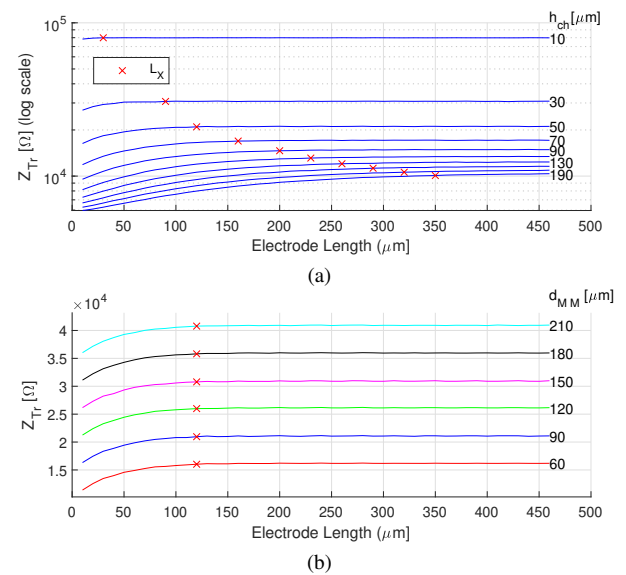 h_ch [μm]
10^5
10
L_X
30
50
70
90
130
190
10^4
Z_Tr [Ω] (log scale)
0 50 100 150 200 250 300 350 400 450 500
Electrode Length (μm]
(a)
× 10^4
d_MM [μm]
210
180
150
120
90
60
4
3.5
3
2.5
2
1.5
Z_Tr [Ω]
0 50 100 150 200 250 300 350 400 450 500
Electrode Length [μm]
(b)